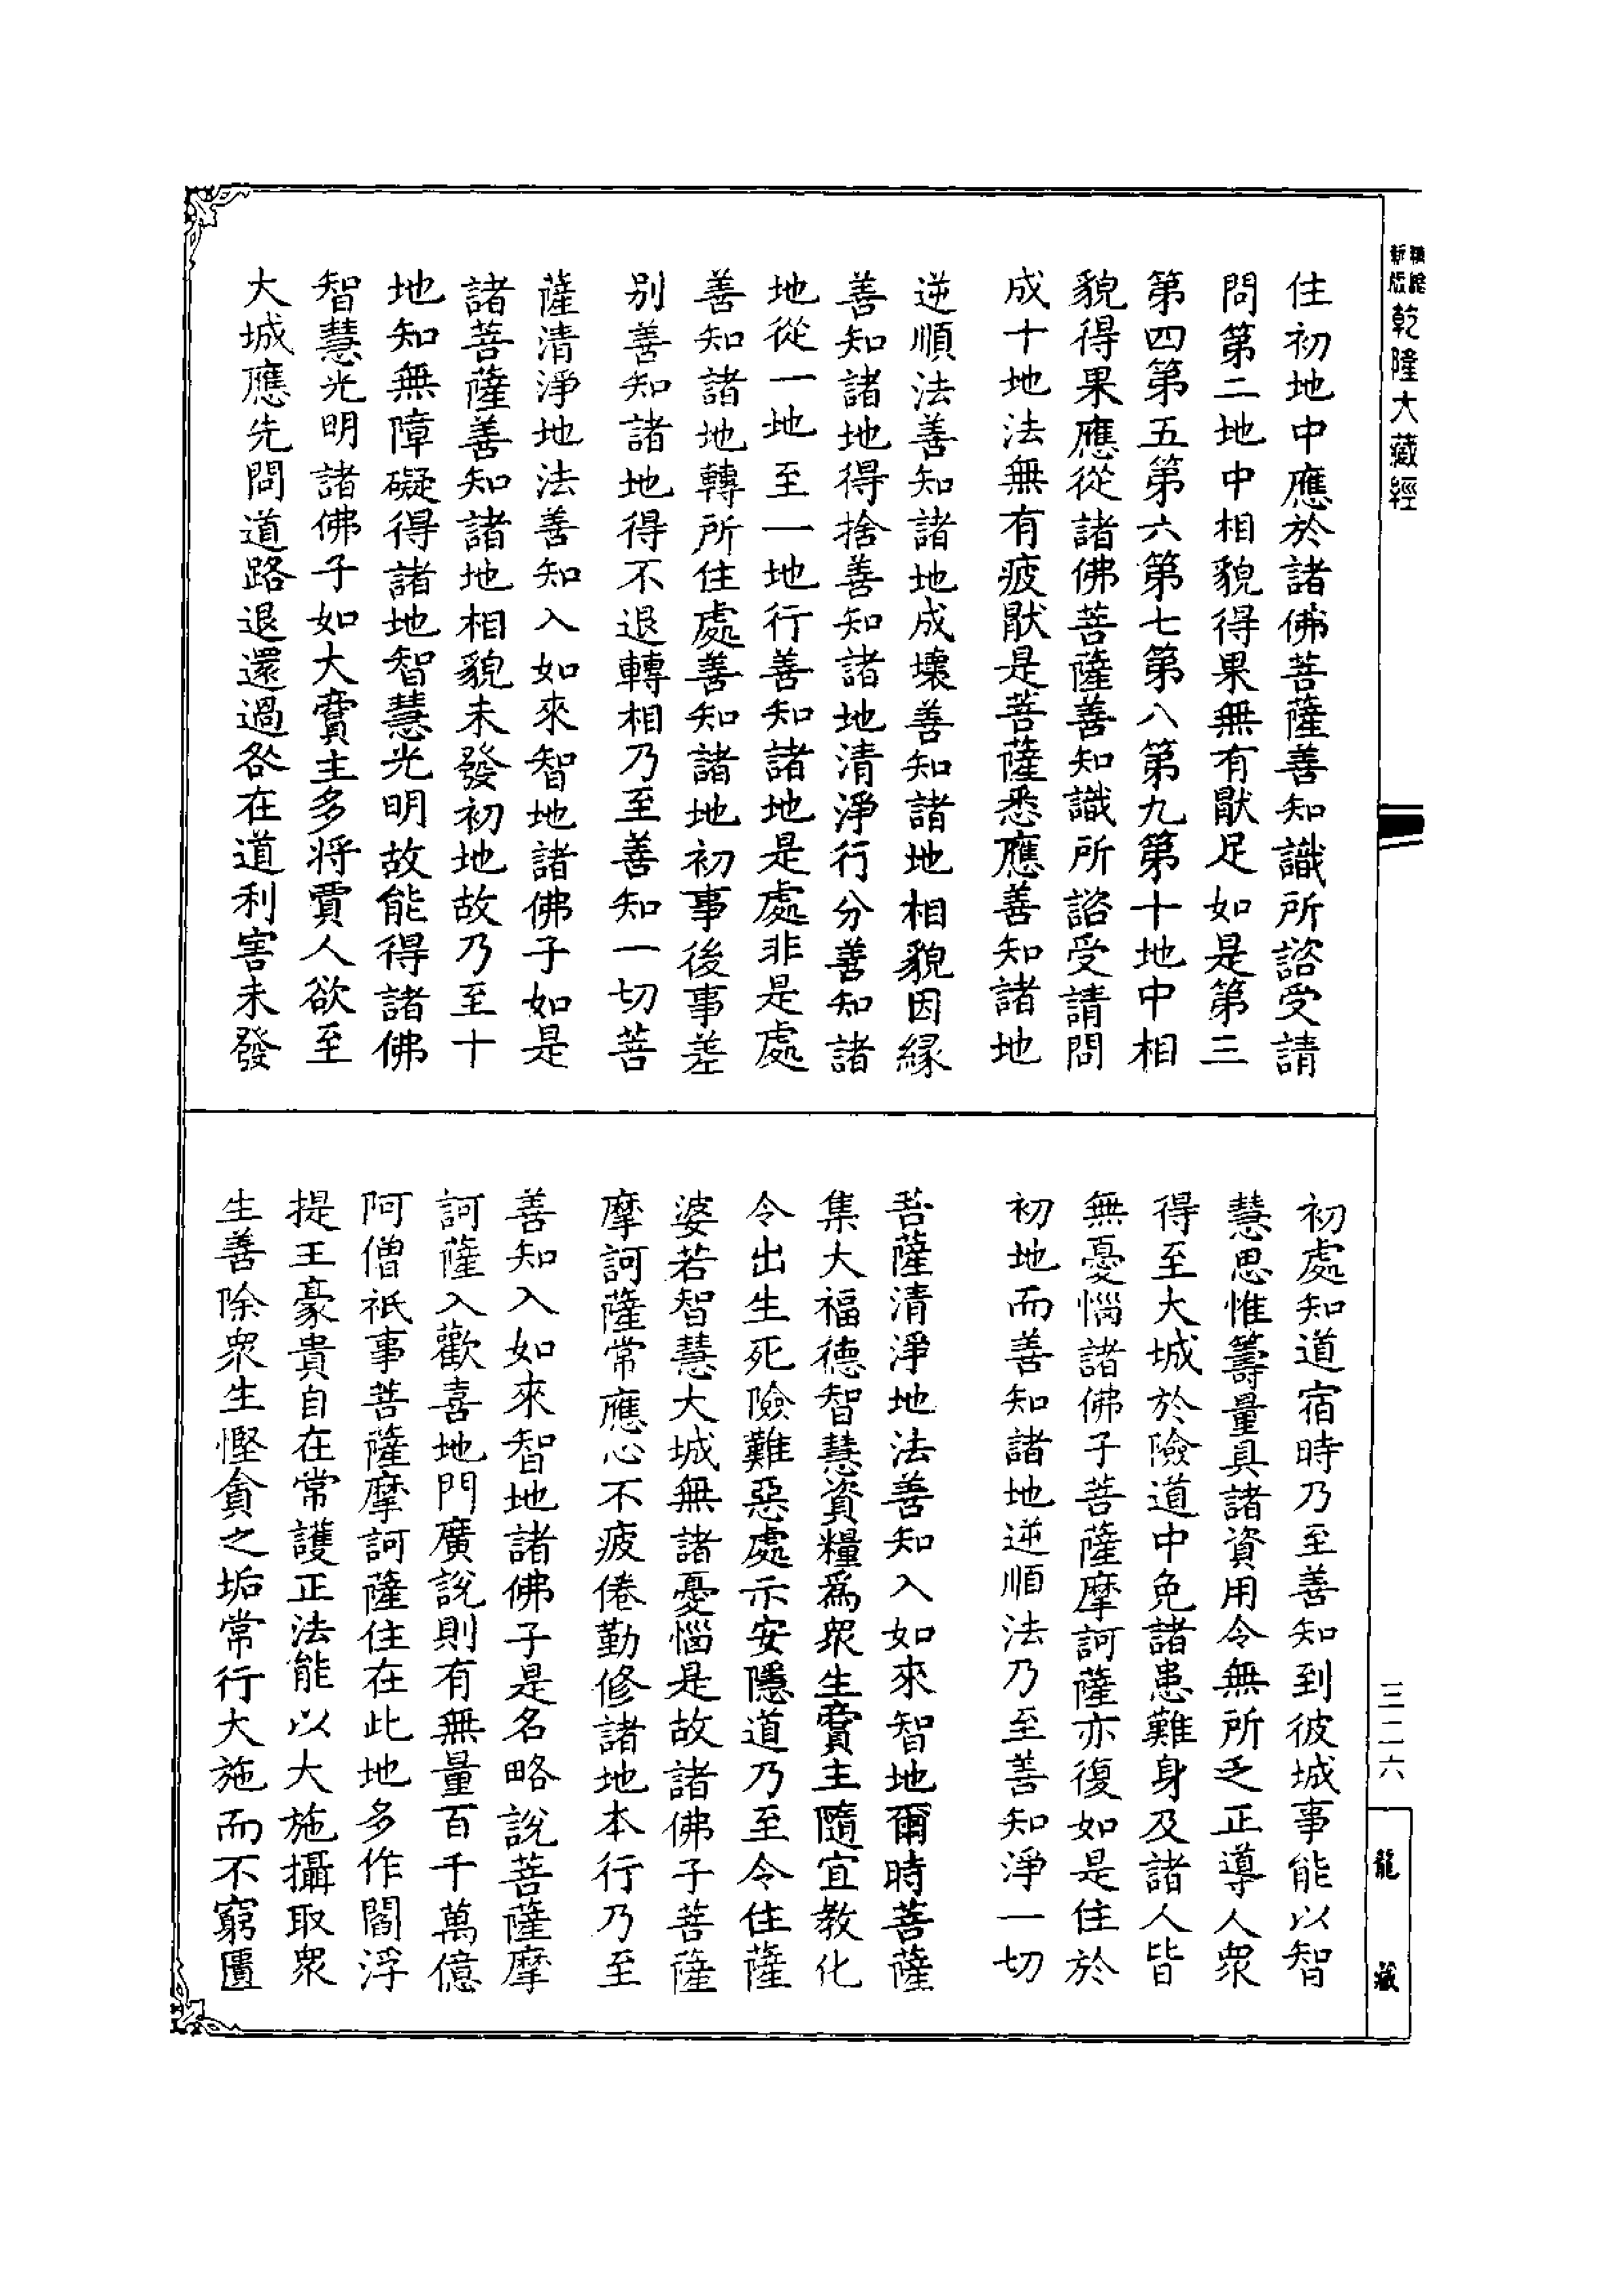 精縮新版乾隆大藏經
住初地中應於諸佛菩薩善知識所諮受請
問第二地中相貌得果無有猒足如是第三
第四第五第六第七第八第九第十地中相
貌得果應從諸佛菩薩善知識所諮受請問
成十地法無有疲猒是菩薩悉應善知諸地
逆順法善知諸地成壞善知諸地相貌因緣
善知諸地得捨善知諸地清淨行分善知諸
地從一地至一地行善知諸地是處非是處
善知諸地轉所住處善知諸地初事後事差
別善知諸地得不退轉相乃至善知一切菩
薩清淨地法善知入如來智地諸佛子如是
諸菩薩善知諸地相貌未發初地故乃至十
地知無障礙得諸地智慧光明故能得諸佛
智慧光明諸佛子如大賣主多將賈人欲至
大城應先問道路退還過咎在道利害未發
初處知道宿時乃至善知到彼城事能以智
慧思惟籌量具諸資用令無所乏正導人衆
得至大城於險道中免諸患難身及諸人皆
無憂惱諸佛子菩薩摩訶薩亦復如是住於
初地而善知諸地逆順法乃至善知淨一切
菩薩清淨地法善知入如來智地爾時菩薩
集大福德智慧資糧爲衆生賣主隨宜教化
令出生死險難惡處示安隱道乃至令住薩
婆若智慧大城無諸憂惱是故諸佛子菩薩
摩訶薩常應心不疲倦勤修諸地本行乃至
善知入如來智地諸佛子是名略說菩薩摩
訶薩入歡喜地門廣說則有無量百千萬億
阿僧祇事菩薩摩訶薩住在此地多作閻浮
提王豪貴自在常護正法能以大施攝取衆
生善除衆生慳貪之垢常行大施而不窮匱
三二六
龍藏